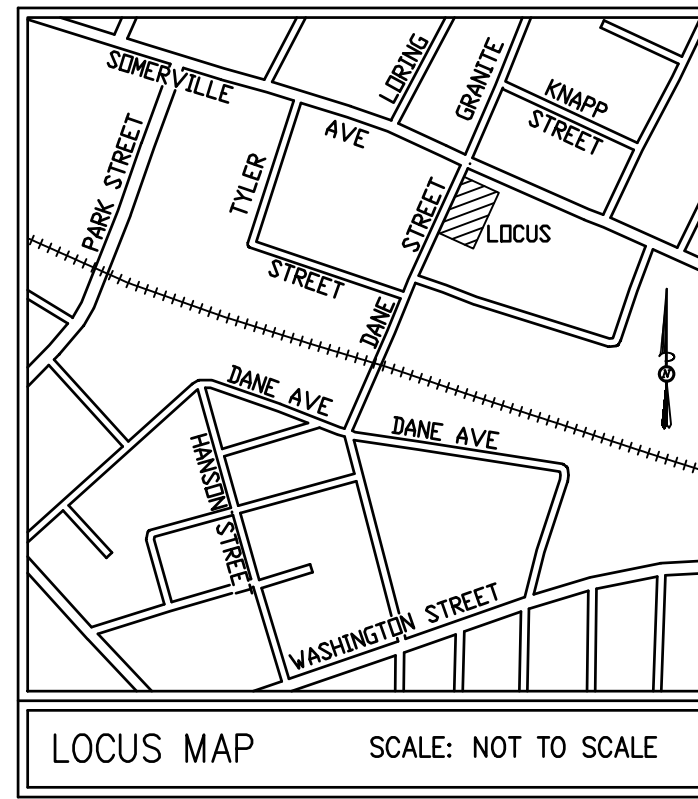 SOMERVILLE
AVE
LORING
GRANITE
KNAPP
STREET
PARK STREET
TYLER
STREET
STREET
DANE
LOCUS
N
DANE AVE
DANE AVE
HANSON STREET
WASHINGTON STREET
LOCUS MAP
SCALE: NOT TO SCALE